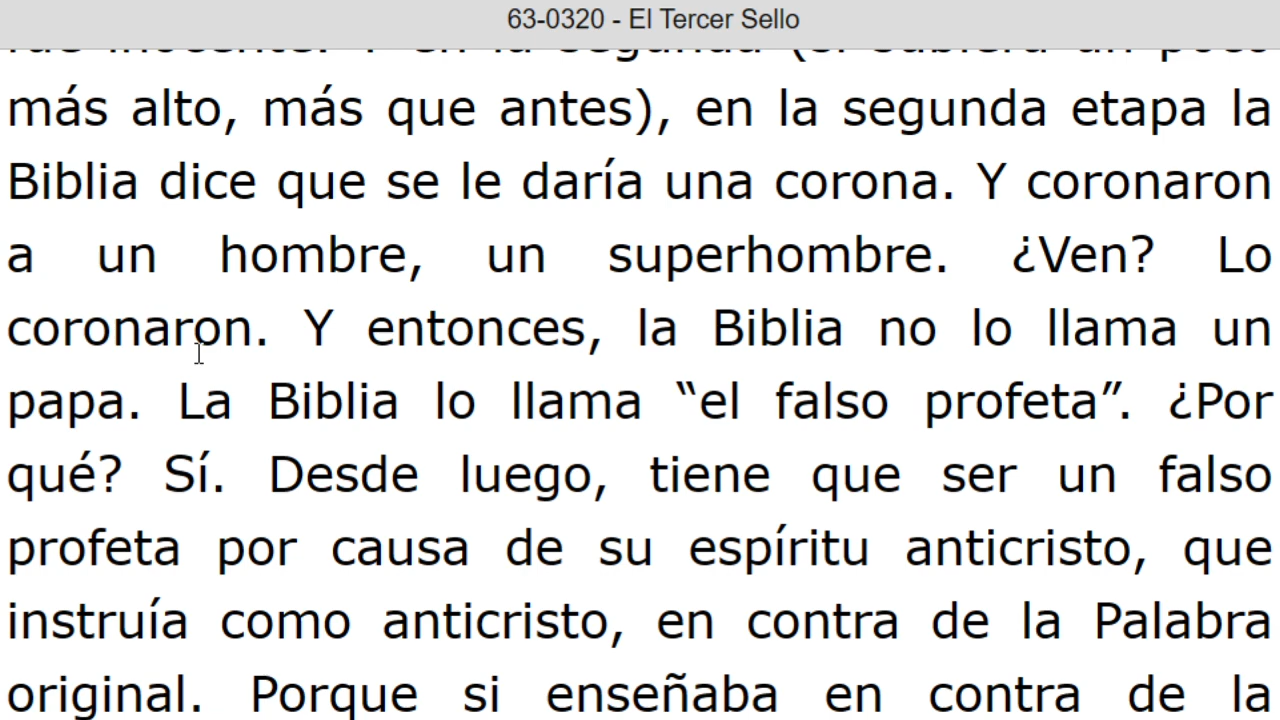 63-0320 - El Tercer Sello
más alto, más que antes), en la segunda etapa la
Biblia dice que se le daría una corona. Y coronaron
a un hombre, un superhombre. ¿Ven? Lo
coronaron. Y entonces, la Biblia no lo llama un
papa. La Biblia lo llama “el falso profeta”. ¿Por
qué? Sí. Desde luego, tiene que ser un falso
profeta por causa de su espíritu anticristo, que
instruía como anticristo, en contra de la Palabra
original. Porque si enseñaba en contra de la